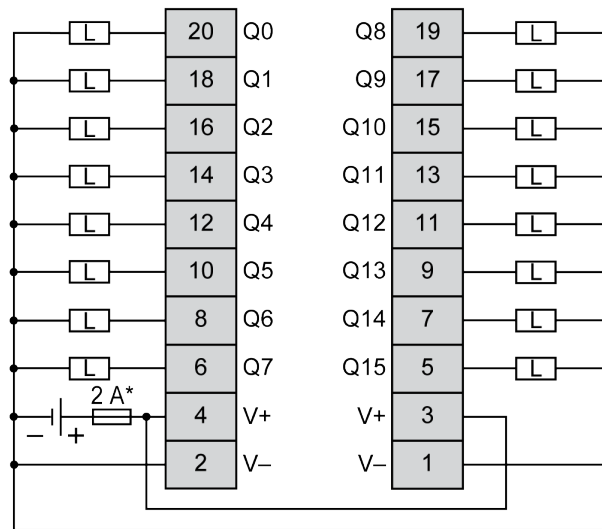 L 20 Q0 Q8 19 L
L 18 Q1 Q9 17 L
L 16 Q2 Q10 15 L
L 14 Q3 Q11 13 L
L 12 Q4 Q12 11 L
L 10 Q5 Q13 9 L
L 8 Q6 Q14 7 L
L 6 Q7 Q15 5 L
2 A*
– + 4 V+ V+ 3
2 V– V– 1